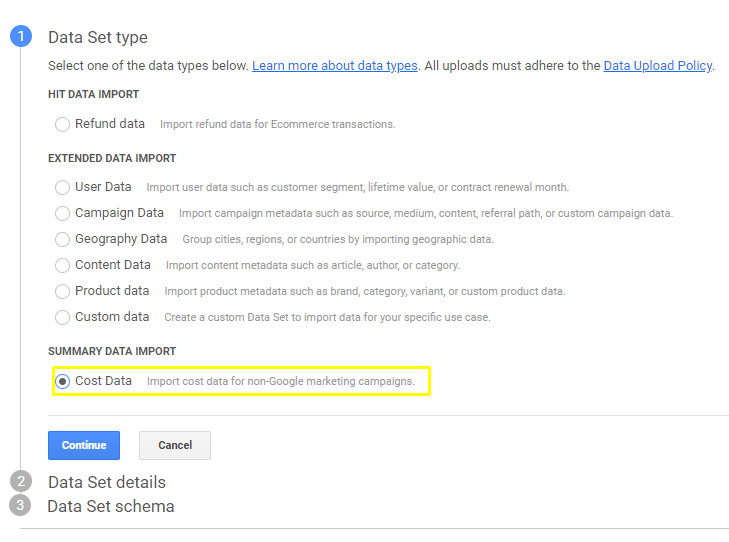 1 Data Set type
Select one of the data types below. Learn more about data types. All uploads must adhere to the Data Upload Policy.
HIT DATA IMPORT
Refund data Import refund data for Ecommerce transactions.
EXTENDED DATA IMPORT
User Data Import user data such as customer segment, lifetime value, or contract renewal month.
Campaign Data Import campaign metadata such as source, medium, content, referral path, or custom campaign data.
Geography Data Group cities, regions, or countries by importing geographic data.
Content Data Import content metadata such as article, author, or category.
Product data Import product metadata such as brand, category, variant, or custom product data.
Custom data Create a custom Data Set to import data for your specific use case.
SUMMARY DATA IMPORT
Cost Data Import cost data for non-Google marketing campaigns.
Continue Cancel
2 Data Set details
3 Data Set schema